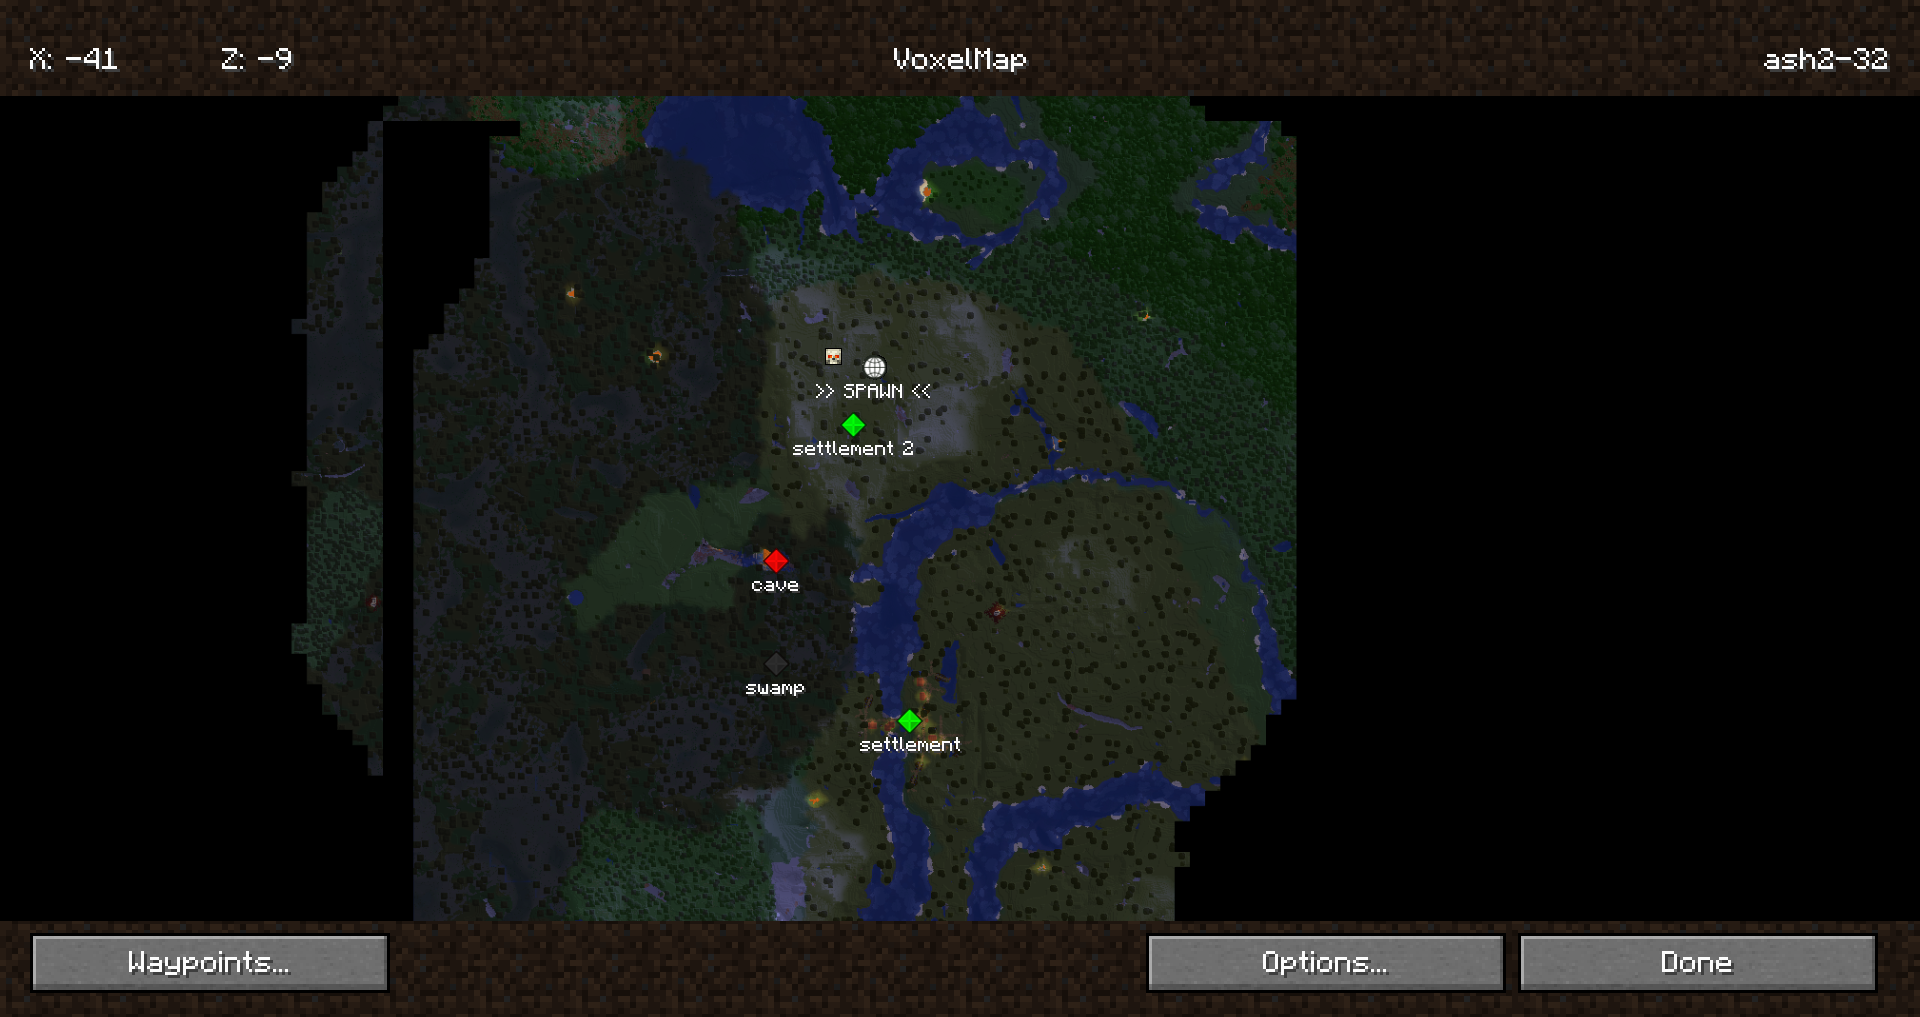 X: -41 Z: -9 VoxelMap ash2-32
>> SPAWN <<
settlement 2
cave
swamp
settlement
Waypoints... Options... Done